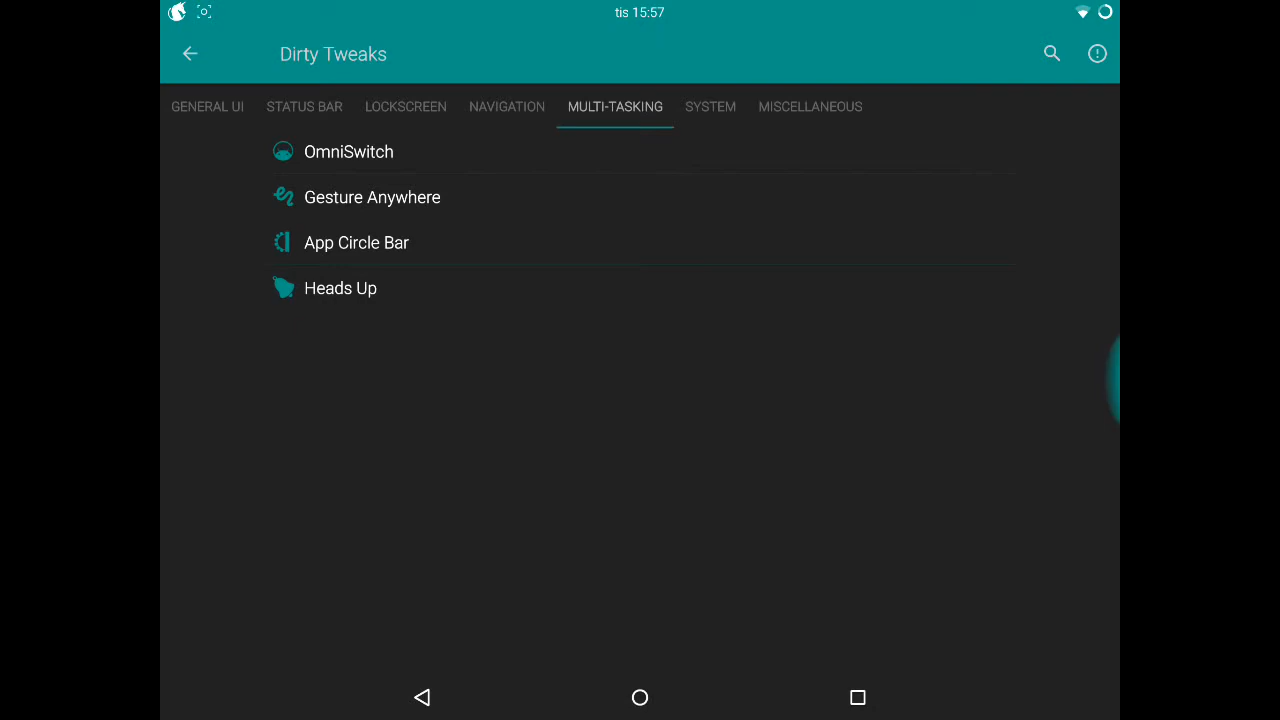 tis 15:57
Dirty Tweaks
GENERAL UI STATUS BAR LOCKSCREEN NAVIGATION MULTI-TASKING SYSTEM MISCELLANEOUS
OmniSwitch
Gesture Anywhere
App Circle Bar
Heads Up